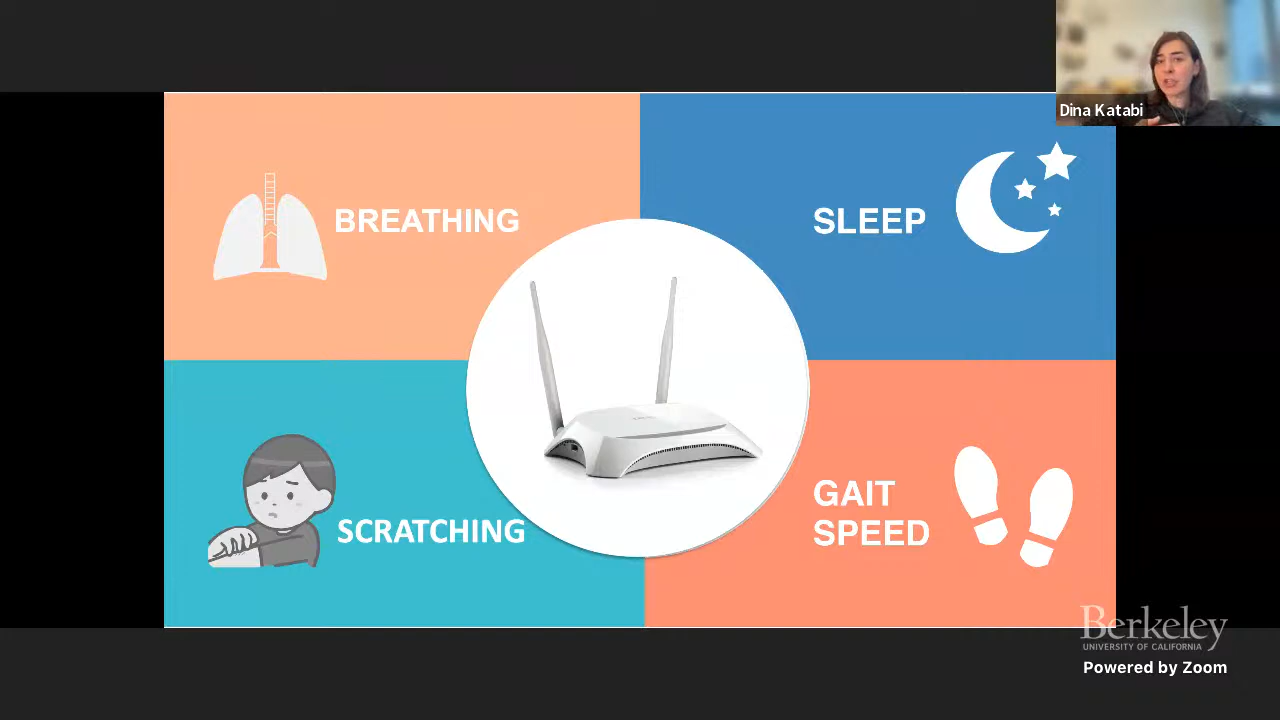 Dina Katabi
BREATHING
SLEEP
SCRATCHING
GAIT
SPEED
Berkeley
UNIVERSITY OF CALIFORNIA
Powered by Zoom